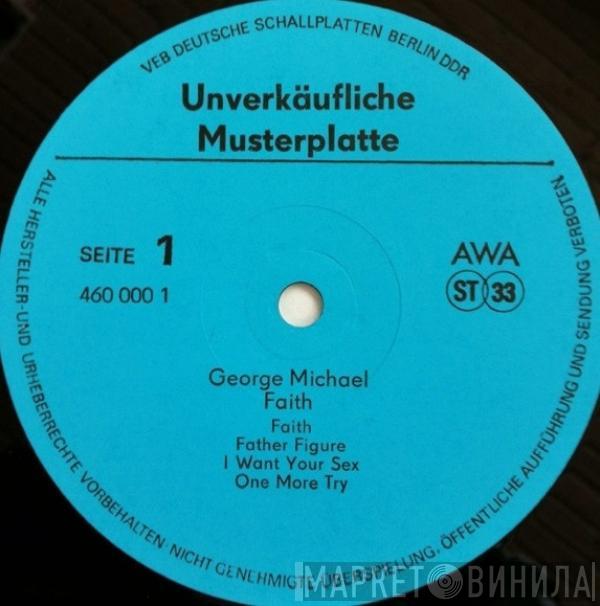 VEB DEUTSCHE SCHALLPLATTEN BERLIN DDR
Unverkäufliche
Musterplatte
SEITE 1
460 000 1
AWA
ST 33
George Michael
Faith
Faith
Father Figure
I Want Your Sex
One More Try
ALLE HERSTELLER-UND URHEBERRECHTE VORBEHALTEN·NICHT GENEHMIGTE ÜBERSPIELUNG, ÖFFENTLICHE AUFFÜHRUNG UND SENDUNG VERBOTEN
МАРКЕТ ВИНИЛА